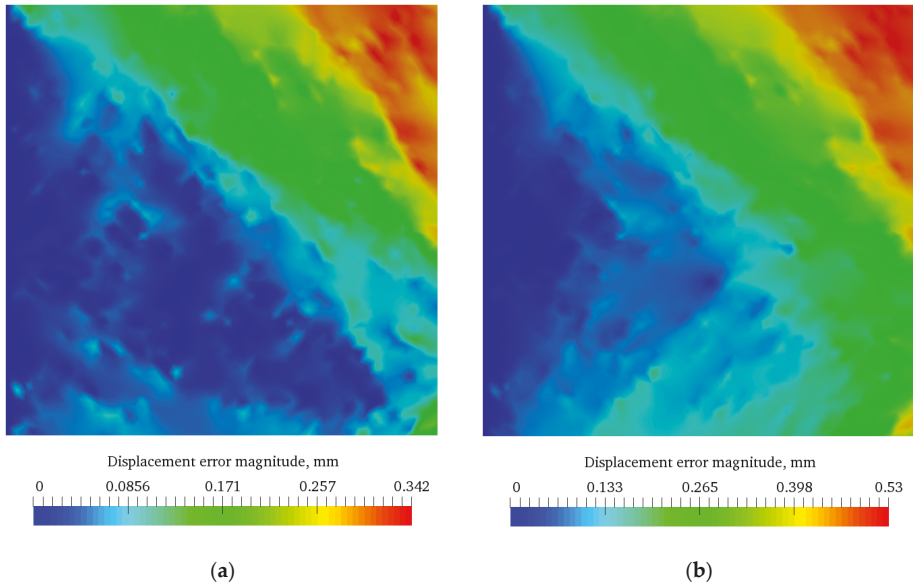 Displacement error magnitude, mm
0 0.0856 0.171 0.257 0.342
(a)
Displacement error magnitude, mm
0 0.133 0.265 0.398 0.53
(b)